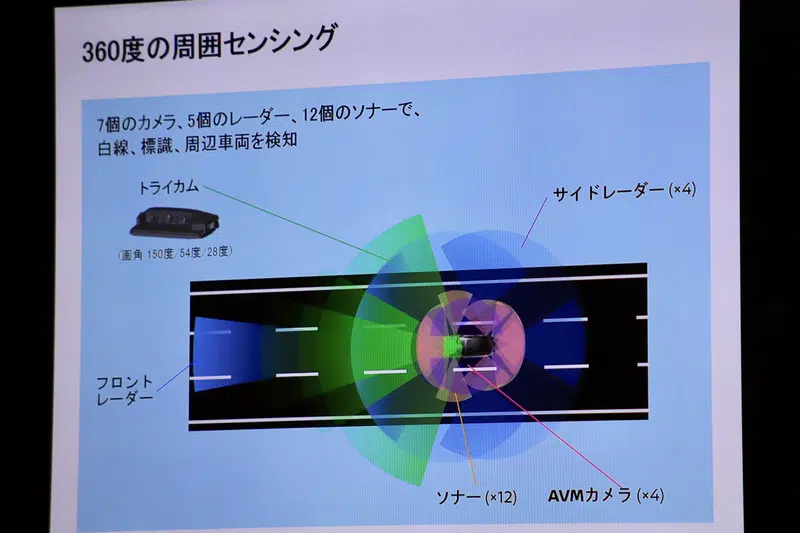 360度の周囲センシング
7個のカメラ、5個のレーダー、12個のソナーで、
白線、標識、周辺車両を検知
トライカム
サイドレーダー(×4)
(画角 150度/54度/28度)
フロント
レーダー
ソナー(×12)
AVMカメラ(×4)